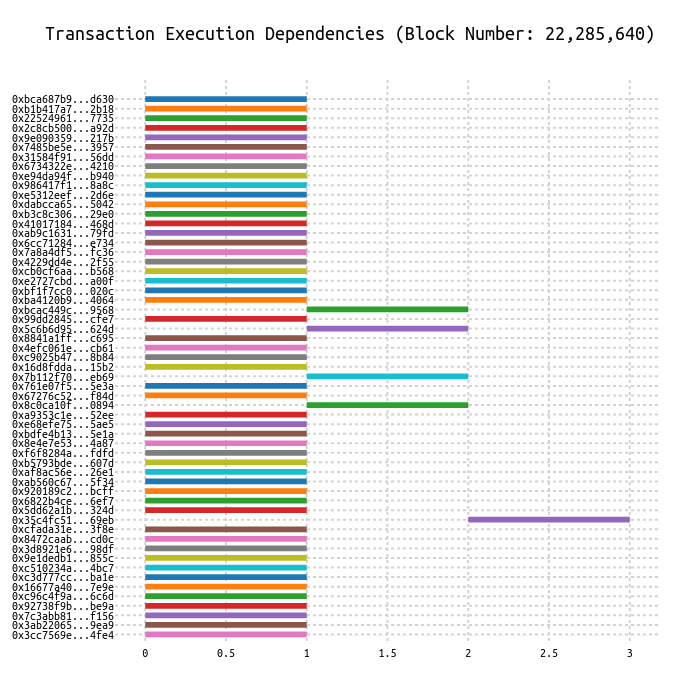 Transaction Execution Dependencies (Block Number: 22,285,640)
0xbca687b9...d630
0xb1b417a7...2b18
0x22524961...7735
0x2c8cb500...a92d
0x9e090359...217b
0x7485be5e...3957
0x31584f91...56dd
0x6734322e...4210
0xe94da94f...b940
0x986417f1...8a8c
0xe5312eef...2d6e
0xdabcca65...5042
0xb3c8c306...29e0
0x41017184...468d
0xab9c1631...79fd
0x6cc71284...e734
0x7a8a4df5...fc36
0x4229dd4e...2f55
0xcb0cf6aa...b568
0xe2727cbd...a00f
0xbf1f7cc0...020c
0xba4120b9...4064
0xbcac449c...9568
0x99dd2845...cfe7
0x5c6b6d95...624d
0x8841a1ff...c695
0x4efc061e...cb61
0xc9025b47...8b84
0x16d8fdda...15b2
0x7b112f70...eb69
0x761e07f5...5e3a
0x67276c52...f84d
0x8c0ca10f...0894
0xa9353c1e...52ee
0xe68efe75...5ae5
0xbdfe4b13...5e1a
0x8e4e7e53...4a87
0xf6f8284a...fdfd
0xb5793bde...607d
0xaf8ac56e...26e1
0xab560c67...5f34
0x920189c2...bcff
0x6822b4ce...6ef7
0x5dd62a1b...324d
0x35c4fc51...69eb
0xcfada31e...3f8e
0x8472caab...cd0c
0x3d8921e6...98df
0x9e1dedb1...855c
0xc510234a...4bc7
0xc3d777cc...ba1e
0x16677a40...7e9e
0xc96c4f9a...6c6d
0x92738f9b...be9a
0x7c3abb81...f156
0x3ab22065...9ea9
0x3cc7569e...4fe4
0 0.5 1 1.5 2 2.5 3